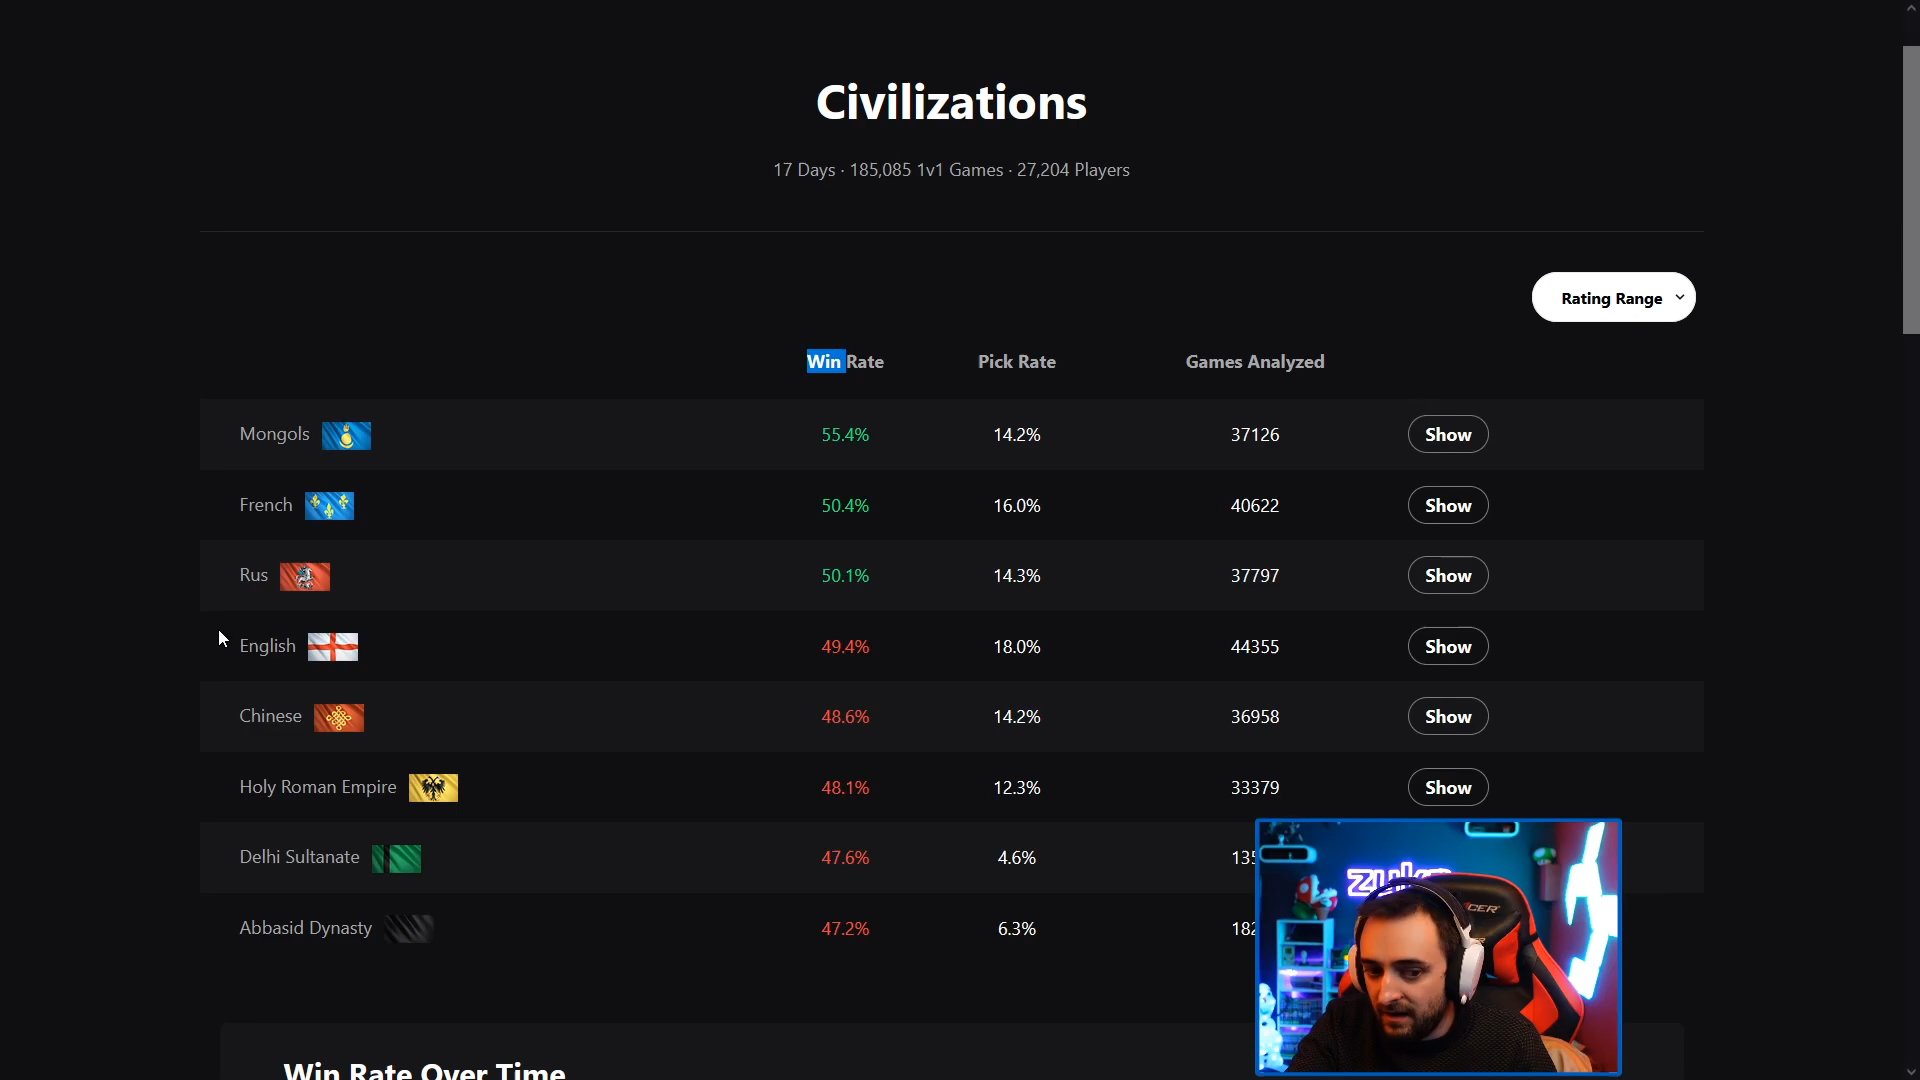 Civilizations
17 Days · 185,085 1v1 Games · 27,204 Players
Rating Range
Win Rate Pick Rate Games Analyzed
Mongols 55.4% 14.2% 37126 Show
French 50.4% 16.0% 40622 Show
Rus 50.1% 14.3% 37797 Show
English 49.4% 18.0% 44355 Show
Chinese 48.6% 14.2% 36958 Show
Holy Roman Empire 48.1% 12.3% 33379 Show
Delhi Sultanate 47.6% 4.6%
Abbasid Dynasty 47.2% 6.3%
Win Rate Over Time